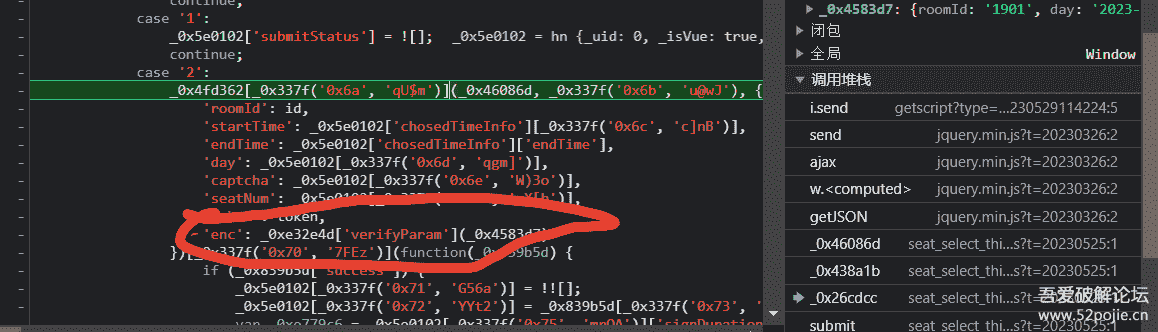 continue;
case '1':
_0x5e0102['submitStatus'] = ![]; _0x5e0102 = hn {_uid: 0, _isVue: true,
continue;
case '2':
_0x4fd362[_0x337f('0x6a', 'qU$m')](_0x46086d, _0x337f('0x6b', 'u@wJ'), {
'roomId': id,
'startTime': _0x5e0102['chosedTimeInfo'][_0x337f('0x6c', 'c]nB')],
'endTime': _0x5e0102['chosedTimeInfo']['endTime'],
'day': _0x5e0102[_0x337f('0x6d', 'qgm]')],
'captcha': _0x5e0102[_0x337f('0x6e', 'W)3o')],
'seatNum':
token,
'enc': _0xe32e4d['verifyParam'](_0x4583d7)
})[_0x337f('0x70', '7FEz')](function(_0x839b5d) {
if (_0x839b5d['success']) {
_0x5e0102[_0x337f('0x71', 'G56a')] = !![];
_0x5e0102[_0x337f('0x72', 'YYt2')] = _0x839b5d[_0x337f('0x73', '
_0x4583d7: {roomId: '1901', day: '2023-
闭包
全局 Window
调用堆栈
i.send getscript?type=…230529114224:5
send jquery.min.js?t=20230326:2
ajax jquery.min.js?t=20230326:2
w.<computed> jquery.min.js?t=20230326:2
getJSON jquery.min.js?t=20230326:2
_0x46086d seat_select_thi…s?t=20230525:1
_0x438a1b seat_select_thi…s?t=20230525:1
_0x26cdcc seat_select_thi…s?t=20230525:1
submit
吾爱破解论坛
www.52pojie.cn